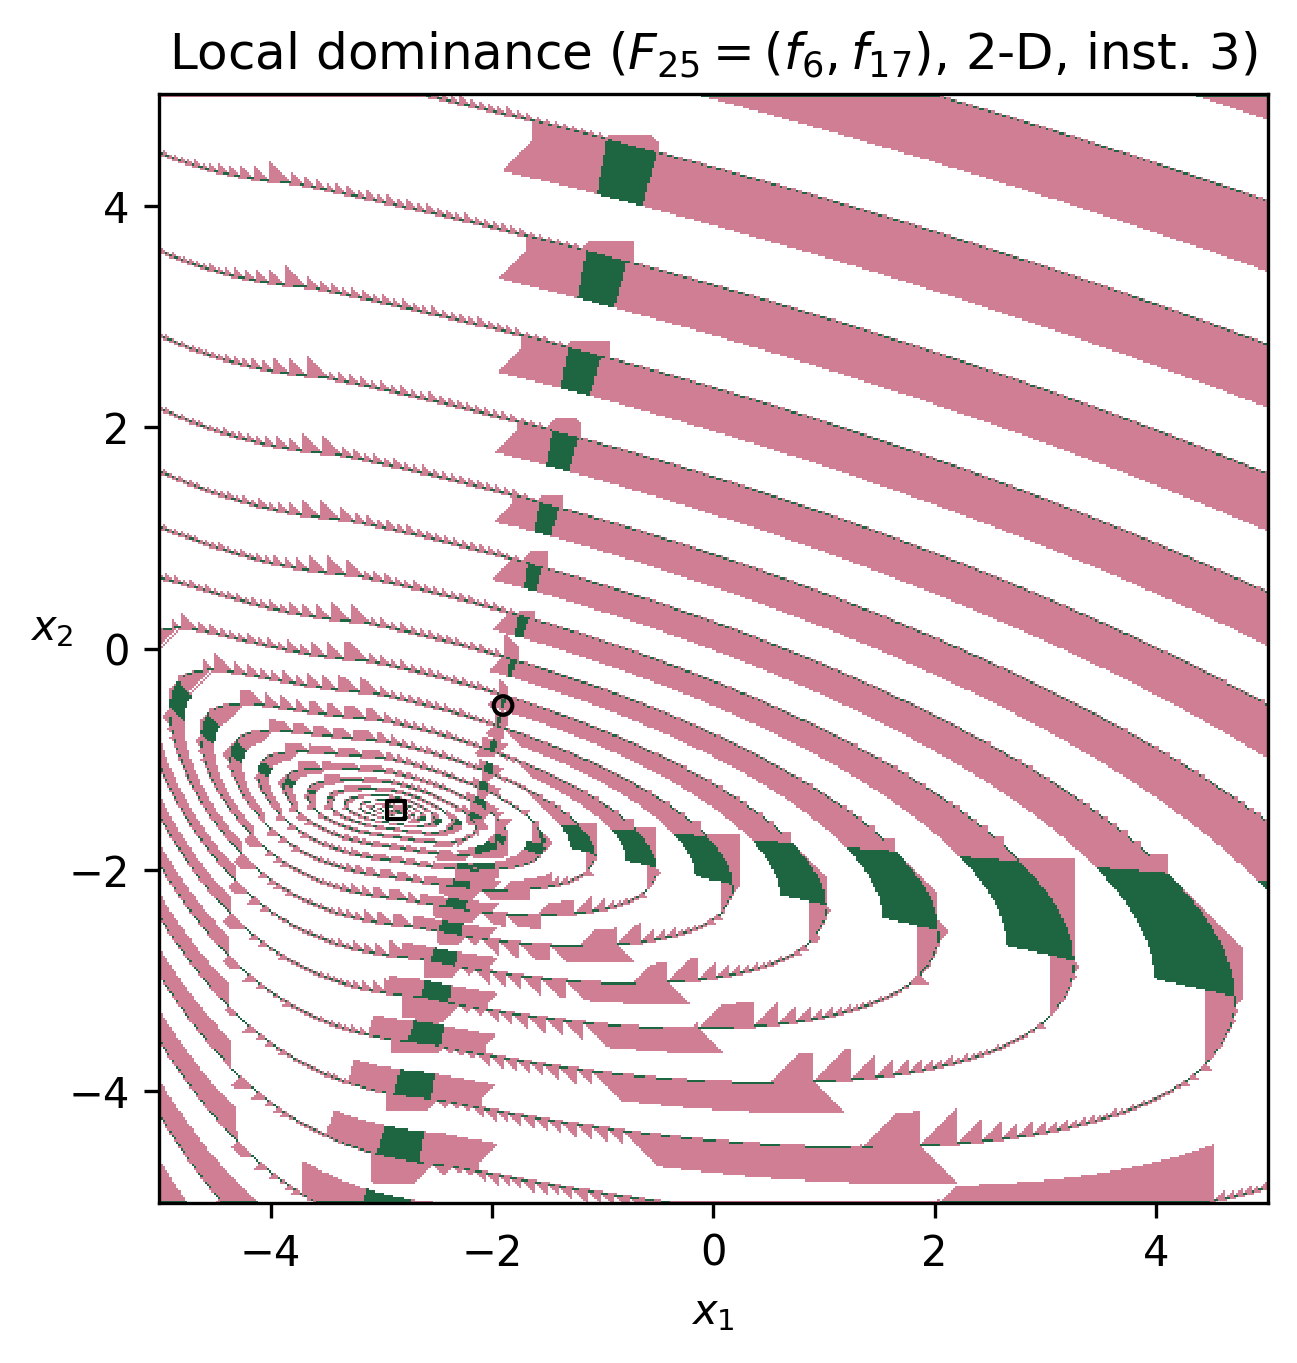 Local dominance (F₂₅ = (f₆, f₁₇), 2-D, inst. 3)
4
2
0
−2
−4
x₂
−4 −2 0 2 4
x₁